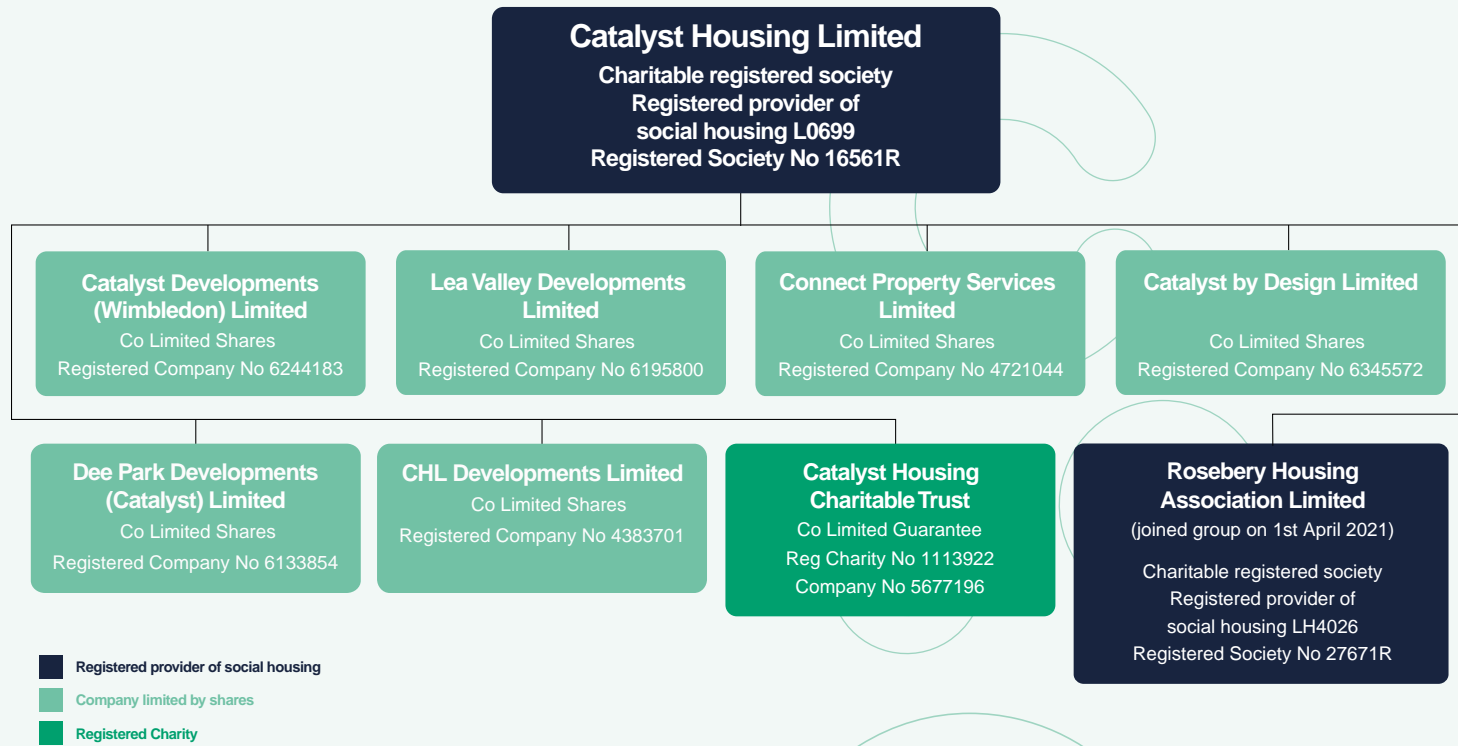 Catalyst Housing Limited
Charitable registered society
Registered provider of
social housing L0699
Registered Society No 16561R
Catalyst Developments
(Wimbledon) Limited
Co Limited Shares
Registered Company No 6244183
Lea Valley Developments
Limited
Co Limited Shares
Registered Company No 6195800
Connect Property Services
Limited
Co Limited Shares
Registered Company No 4721044
Catalyst by Design Limited
Co Limited Shares
Registered Company No 6345572
Dee Park Developments
(Catalyst) Limited
Co Limited Shares
Registered Company No 6133854
CHL Developments Limited
Co Limited Shares
Registered Company No 4383701
Catalyst Housing
Charitable Trust
Co Limited Guarantee
Reg Charity No 1113922
Company No 5677196
Rosebery Housing
Association Limited
(joined group on 1st April 2021)
Charitable registered society
Registered provider of
social housing LH4026
Registered Society No 27671R
Registered provider of social housing
Company limited by shares
Registered Charity